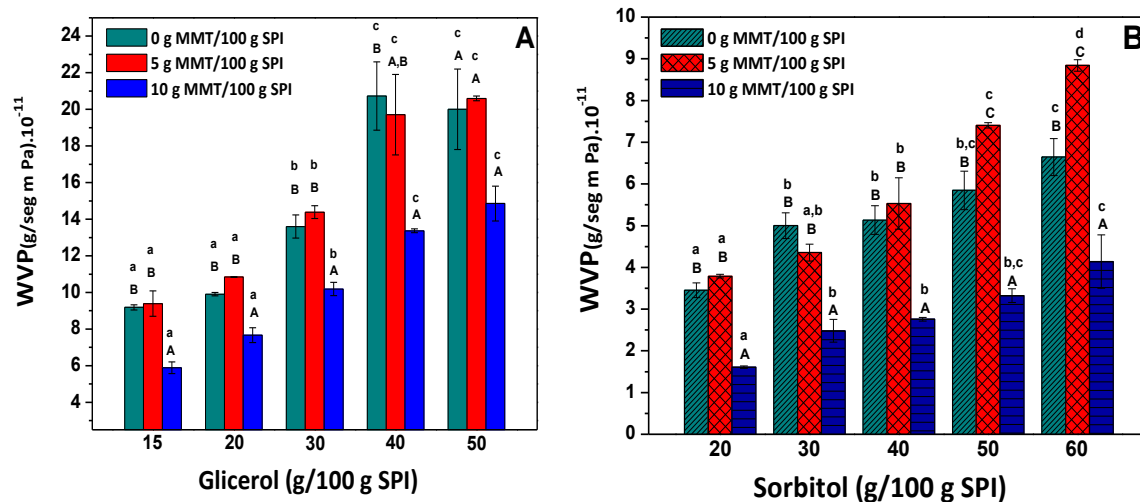 A
0 g MMT/100 g SPI
5 g MMT/100 g SPI
10 g MMT/100 g SPI
WVP(g/seg m Pa).10-11
24
22
20
18
16
14
12
10
8
6
4
a B
a B
a A
a B
a B
a A
b B
b B
b A
c B
c A,B
c A
c A
c A
c A
15 20 30 40 50
Glicerol (g/100 g SPI)
B
0 g MMT/100 g SPI
5 g MMT/100 g SPI
10 g MMT/100 g SPI
WVP(g/seg m Pa).10-11
10
9
8
7
6
5
4
3
2
1
0
a B
a B
a A
b B
a,b B
b A
b B
b B
b A
b,c B
c C
b,c A
c B
d C
c A
20 30 40 50 60
Sorbitol (g/100 g SPI)